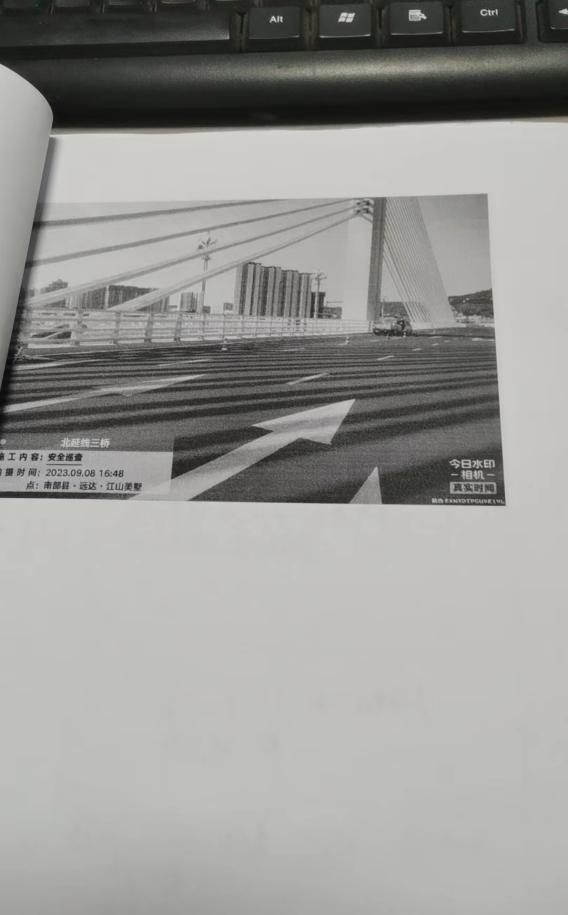 Alt
Ctrl
北延线三桥
施工内容：安全巡查
拍摄时间：2023.09.08 16:48
点：南部县·远达·江山美墅
今日水印
－相机－
真实时间